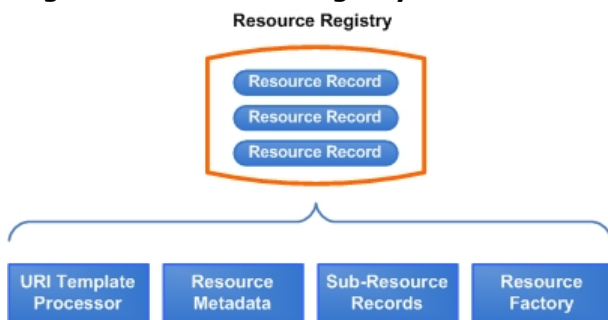 Resource Registry
Resource Record
Resource Record
Resource Record
URI Template
Processor
Resource
Metadata
Sub-Resource
Records
Resource
Factory